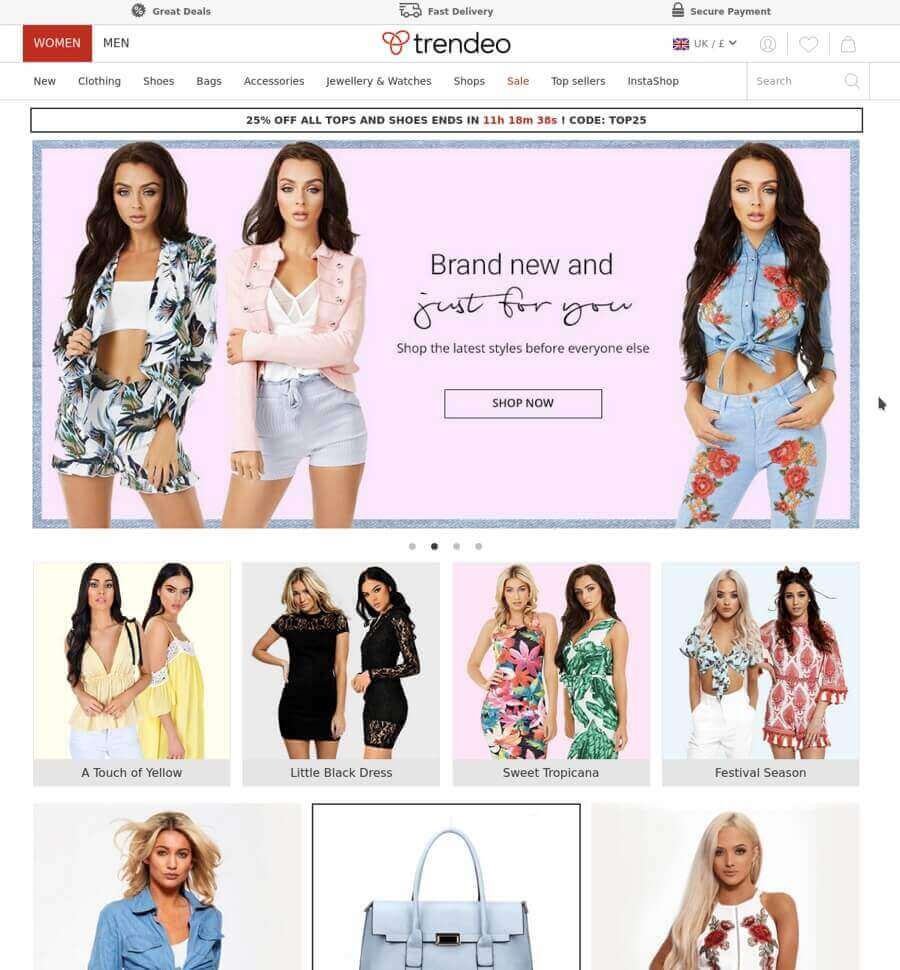 Great Deals
Fast Delivery
Secure Payment
WOMEN
MEN
trendeo
UK / £
New
Clothing
Shoes
Bags
Accessories
Jewellery & Watches
Shops
Sale
Top sellers
InstaShop
Search
25% OFF ALL TOPS AND SHOES ENDS IN 11h 18m 38s ! CODE: TOP25
Brand new and
just for you
Shop the latest styles before everyone else
SHOP NOW
A Touch of Yellow
Little Black Dress
Sweet Tropicana
Festival Season